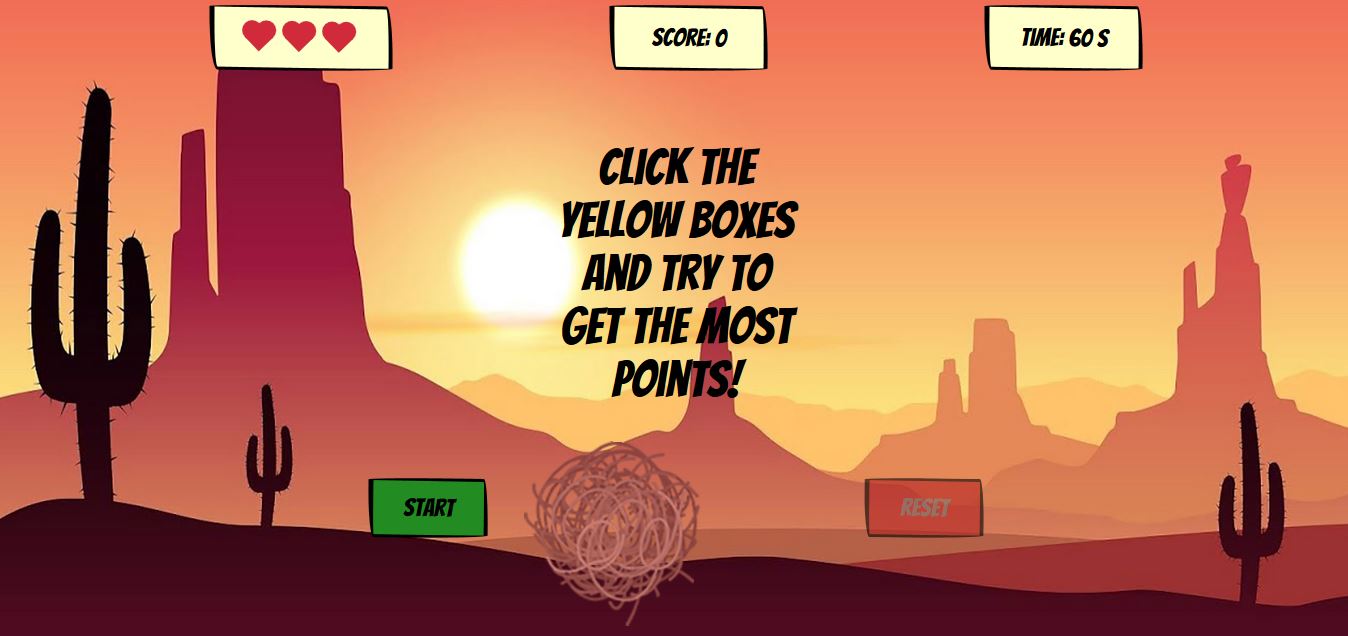 SCORE: 0
TIME: 60 S
CLICK THE
YELLOW BOXES
AND TRY TO
GET THE MOST
POINTS!
START
RESET